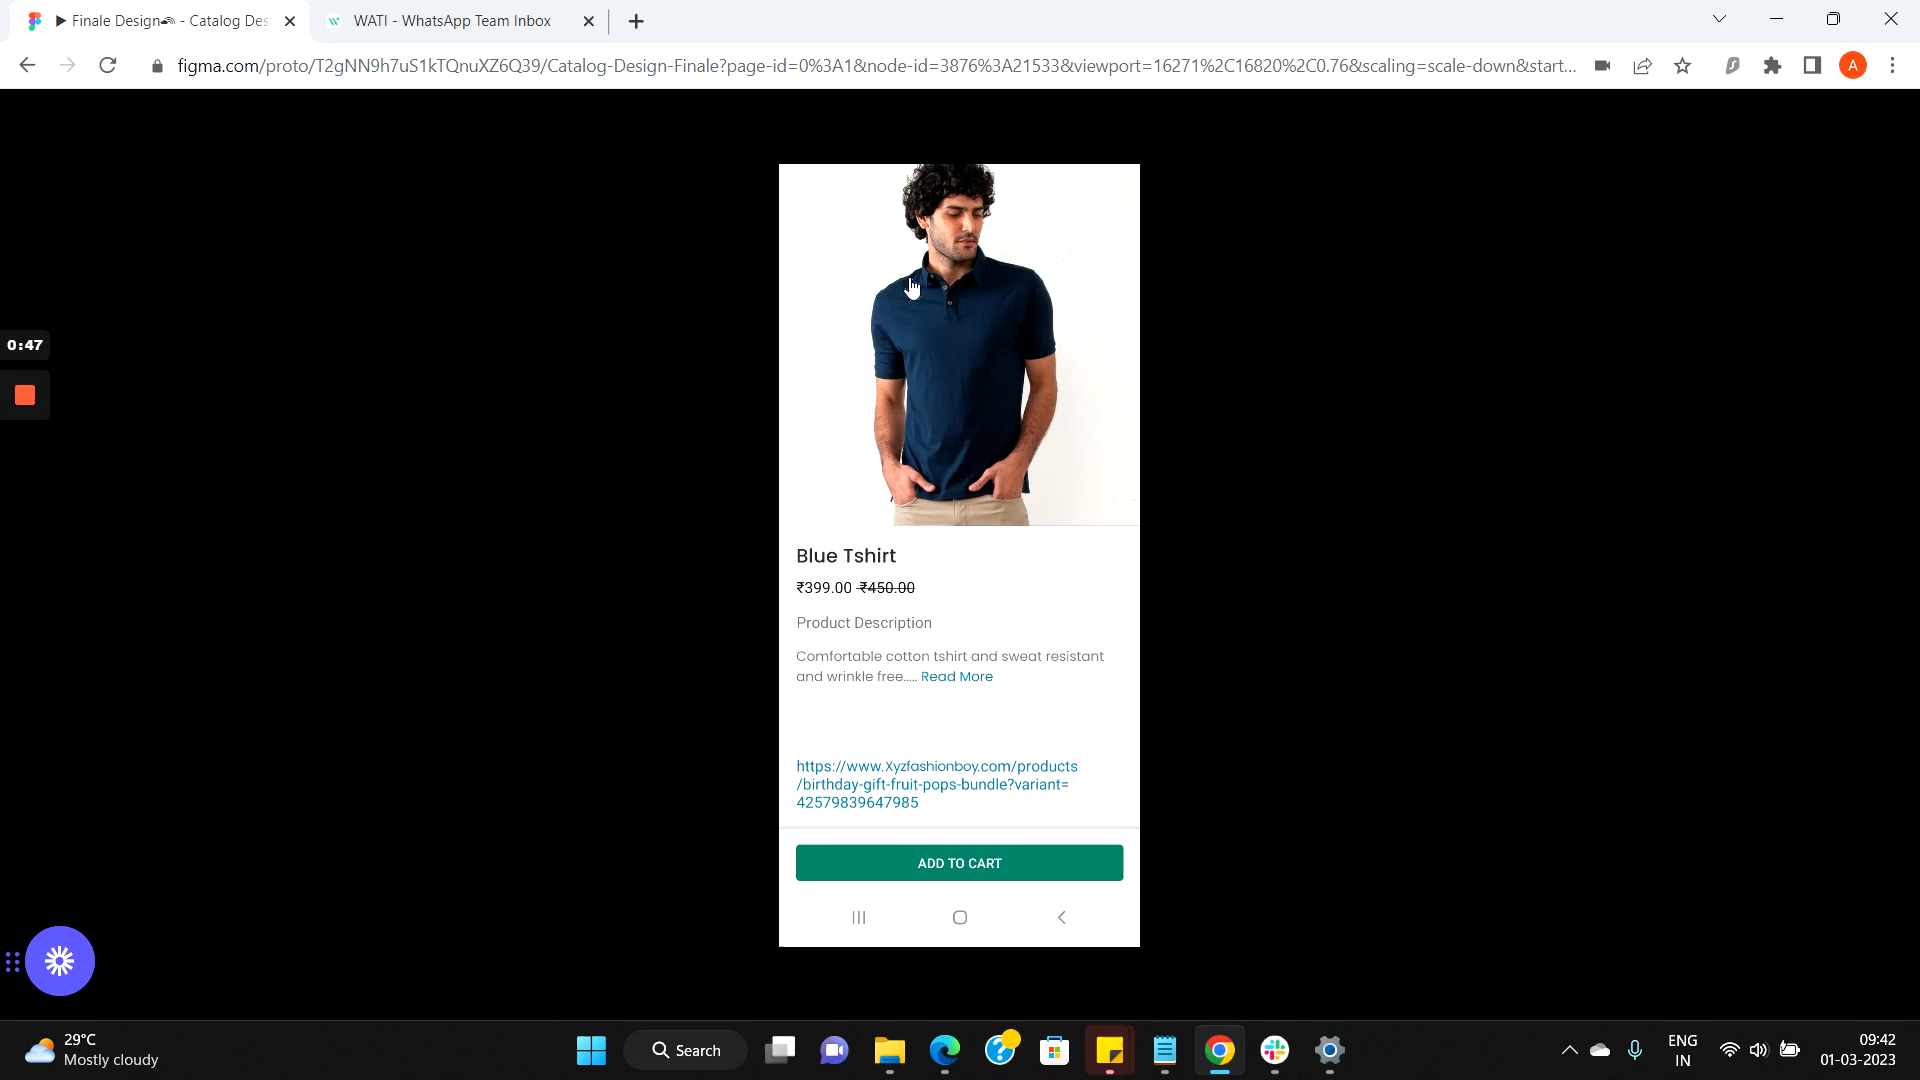 ▶ Finale Design - Catalog Des
WATI - WhatsApp Team Inbox
figma.com/proto/T2gNN9h7uS1kTQnuXZ6Q39/Catalog-Design-Finale?page-id=0%3A1&node-id=3876%3A21533&viewport=16271%2C16820%2C0.76&scaling=scale-down&start...
A
0:47
Blue Tshirt
₹399.00 ₹450.00
Product Description
Comfortable cotton tshirt and sweat resistant
and wrinkle free..... Read More
https://www.Xyzfashionboy.com/products
/birthday-gift-fruit-pops-bundle?variant=
42579839647985
ADD TO CART
29°C
Mostly cloudy
Search
ENG
IN
09:42
01-03-2023